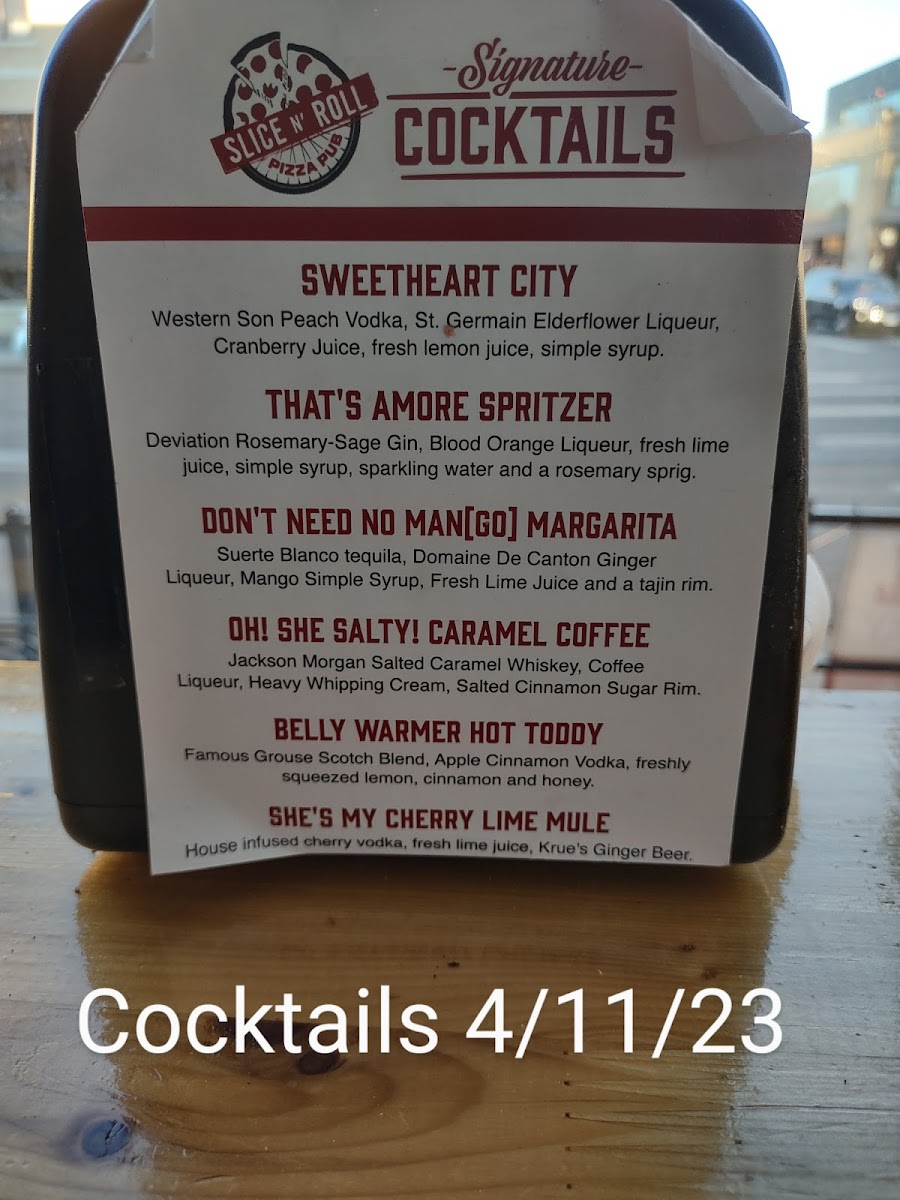 SLICE N' ROLL
PIZZA PUB
-Signature-
COCKTAILS
SWEETHEART CITY
Western Son Peach Vodka, St. Germain Elderflower Liqueur,
Cranberry Juice, fresh lemon juice, simple syrup.
THAT'S AMORE SPRITZER
Deviation Rosemary-Sage Gin, Blood Orange Liqueur, fresh lime
juice, simple syrup, sparkling water and a rosemary sprig.
DON'T NEED NO MAN[GO] MARGARITA
Suerte Blanco tequila, Domaine De Canton Ginger
Liqueur, Mango Simple Syrup, Fresh Lime Juice and a tajin rim.
OH! SHE SALTY! CARAMEL COFFEE
Jackson Morgan Salted Caramel Whiskey, Coffee
Liqueur, Heavy Whipping Cream, Salted Cinnamon Sugar Rim.
BELLY WARMER HOT TODDY
Famous Grouse Scotch Blend, Apple Cinnamon Vodka, freshly
squeezed lemon, cinnamon and honey.
SHE'S MY CHERRY LIME MULE
House infused cherry vodka, fresh lime juice, Krue's Ginger Beer.
Cocktails 4/11/23